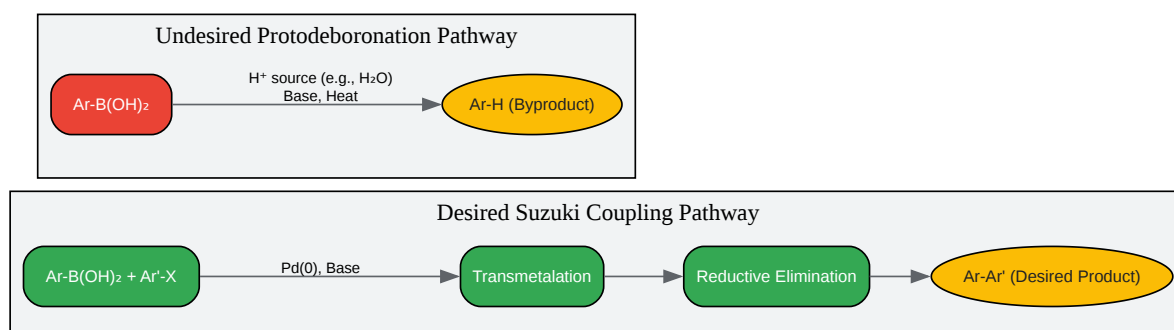 Undesired Protodeboronation Pathway
H⁺ source (e.g., H₂O)
Base, Heat
Ar-B(OH)₂
Ar-H (Byproduct)
Desired Suzuki Coupling Pathway
Ar-B(OH)₂ + Ar'-X
Pd(0), Base
Transmetalation
Reductive Elimination
Ar-Ar' (Desired Product)